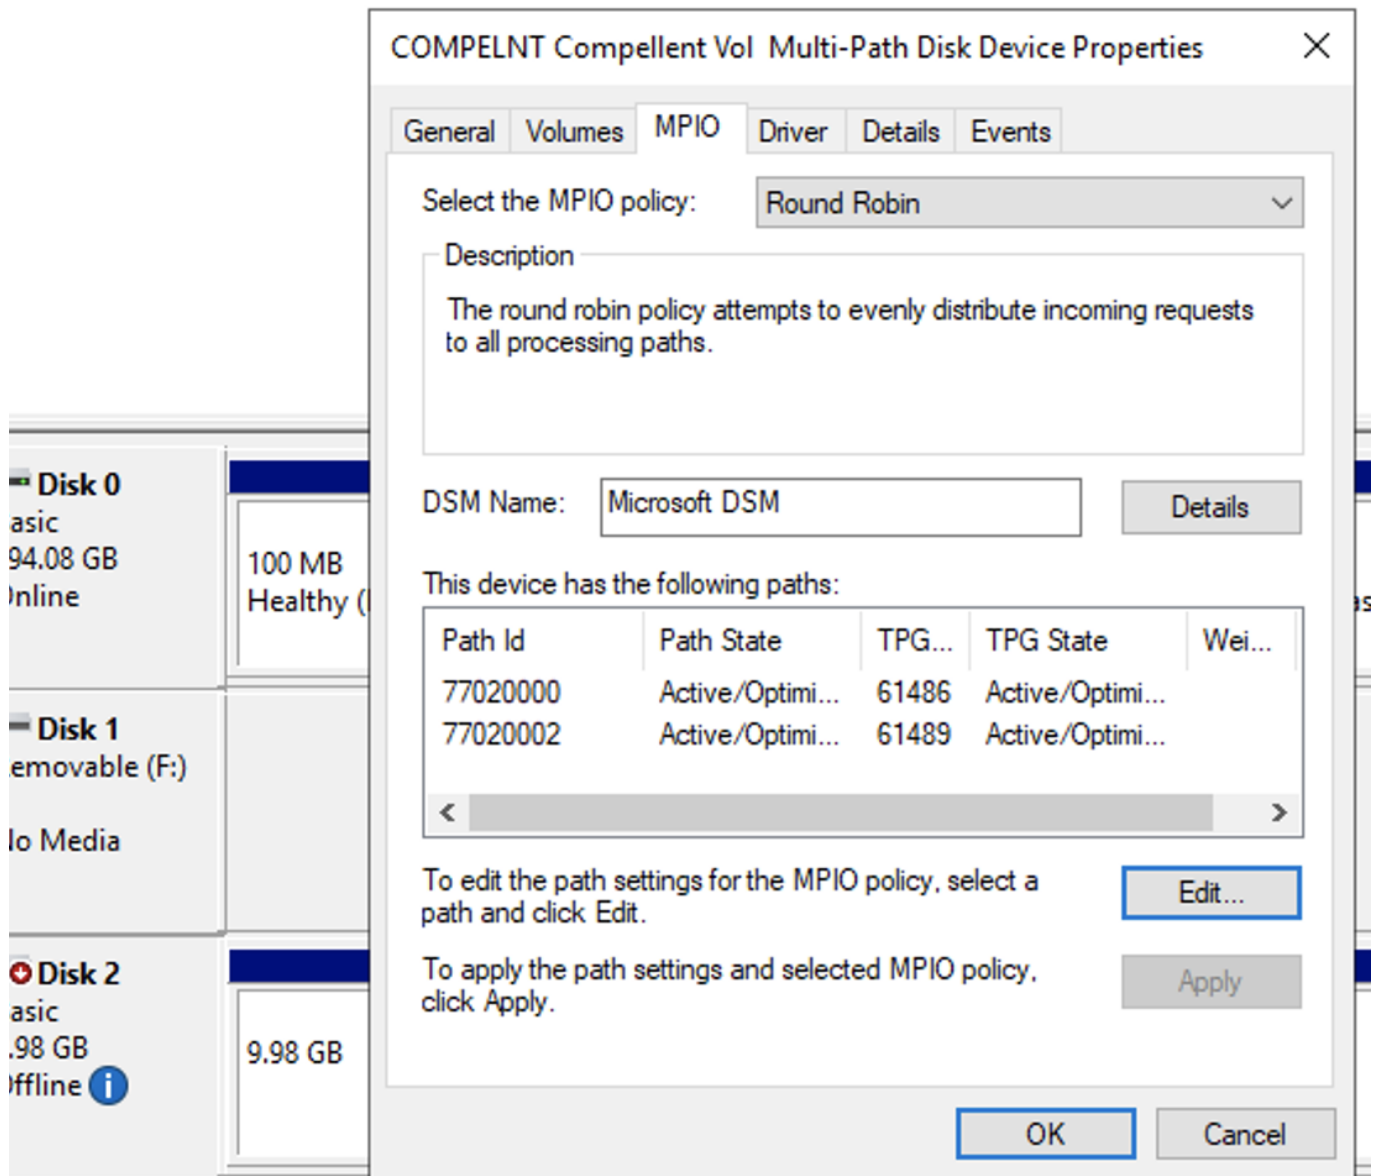 COMPELNT Compellent Vol  Multi-Path Disk Device Properties
General Volumes MPIO Driver Details Events
Select the MPIO policy: Round Robin
Description
The round robin policy attempts to evenly distribute incoming requests
to all processing paths.
DSM Name: Microsoft DSM Details
This device has the following paths:
Path Id Path State TPG... TPG State Wei...
77020000 Active/Optimi... 61486 Active/Optimi...
77020002 Active/Optimi... 61489 Active/Optimi...
To edit the path settings for the MPIO policy, select a
path and click Edit.
Edit...
To apply the path settings and selected MPIO policy,
click Apply.
Apply
OK Cancel
Disk 0
asic
94.08 GB
nline
100 MB
Healthy (
Disk 1
emovable (F:)
o Media
Disk 2
asic
.98 GB
ffline
9.98 GB